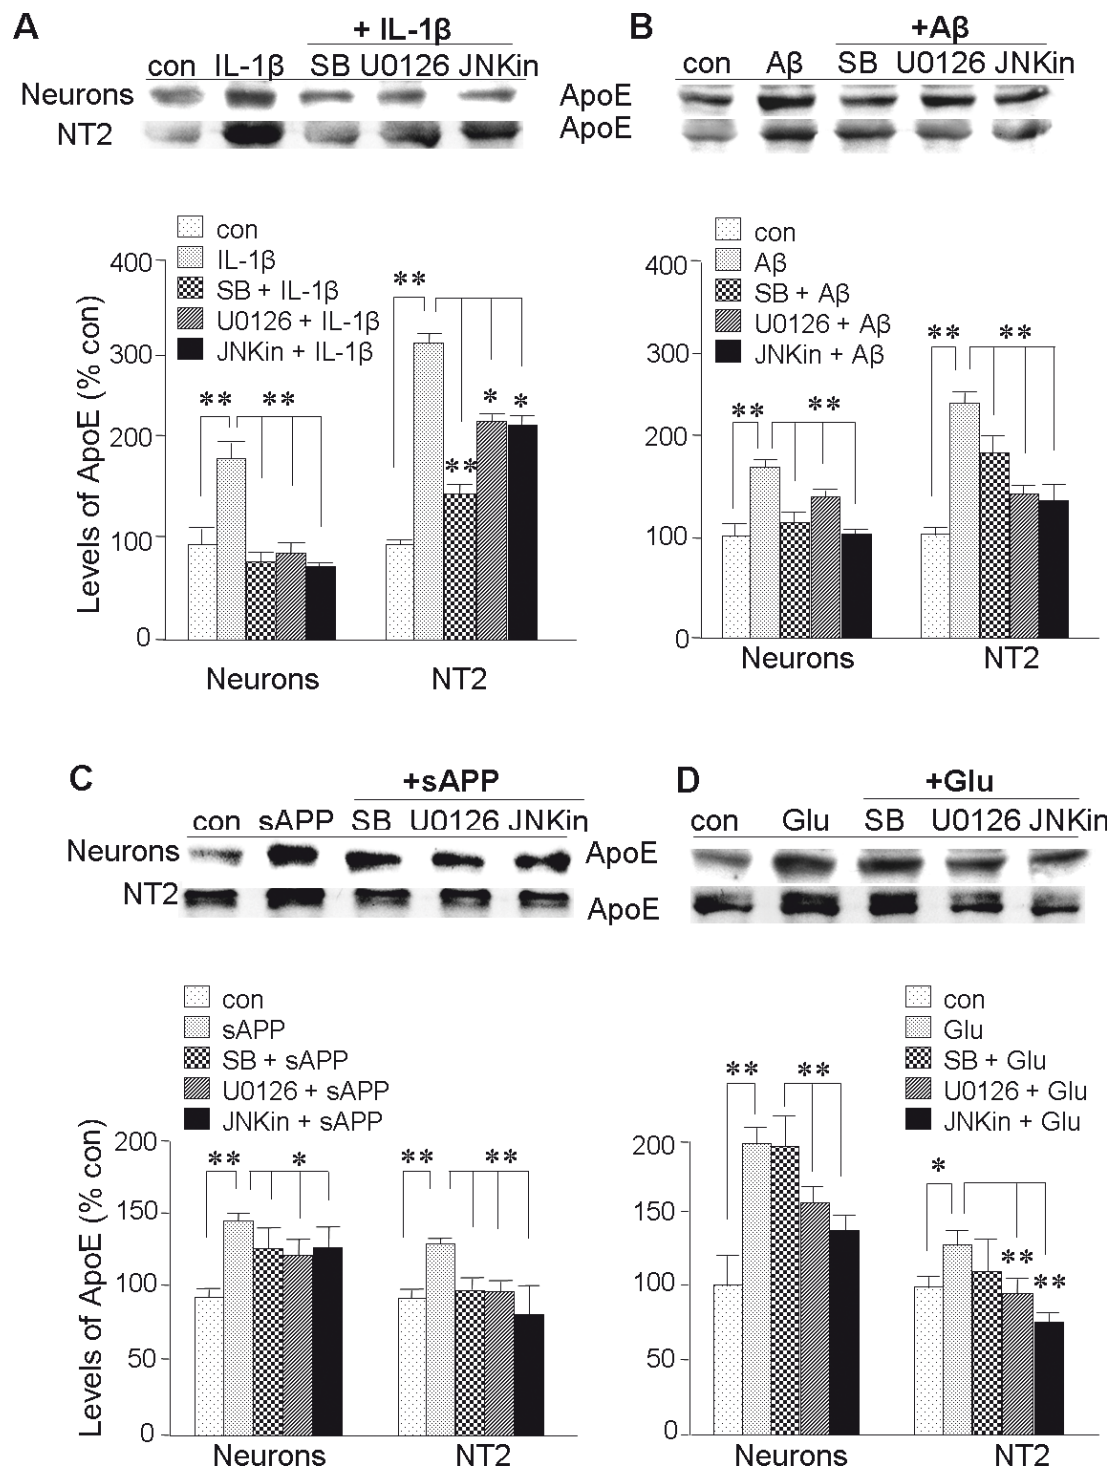 A
+ IL-1β
con IL-1β SB U0126 JNKin
Neurons
NT2
B
+Aβ
con Aβ SB U0126 JNKin
ApoE
ApoE
con
IL-1β
SB + IL-1β
U0126 + IL-1β
JNKin + IL-1β
Levels of ApoE (% con)
400
300
200
100
0
** ** ** ** * *
Neurons NT2
con
Aβ
SB + Aβ
U0126 + Aβ
JNKin + Aβ
400
300
200
100
0
** ** ** **
Neurons NT2
C
+sAPP
con sAPP SB U0126 JNKin
Neurons
NT2
D
+Glu
con Glu SB U0126 JNKin
ApoE
ApoE
con
sAPP
SB + sAPP
U0126 + sAPP
JNKin + sAPP
Levels of ApoE (% con)
200
150
100
50
0
** * ** **
Neurons NT2
con
Glu
SB + Glu
U0126 + Glu
JNKin + Glu
200
150
100
50
0
** ** * ** **
Neurons NT2